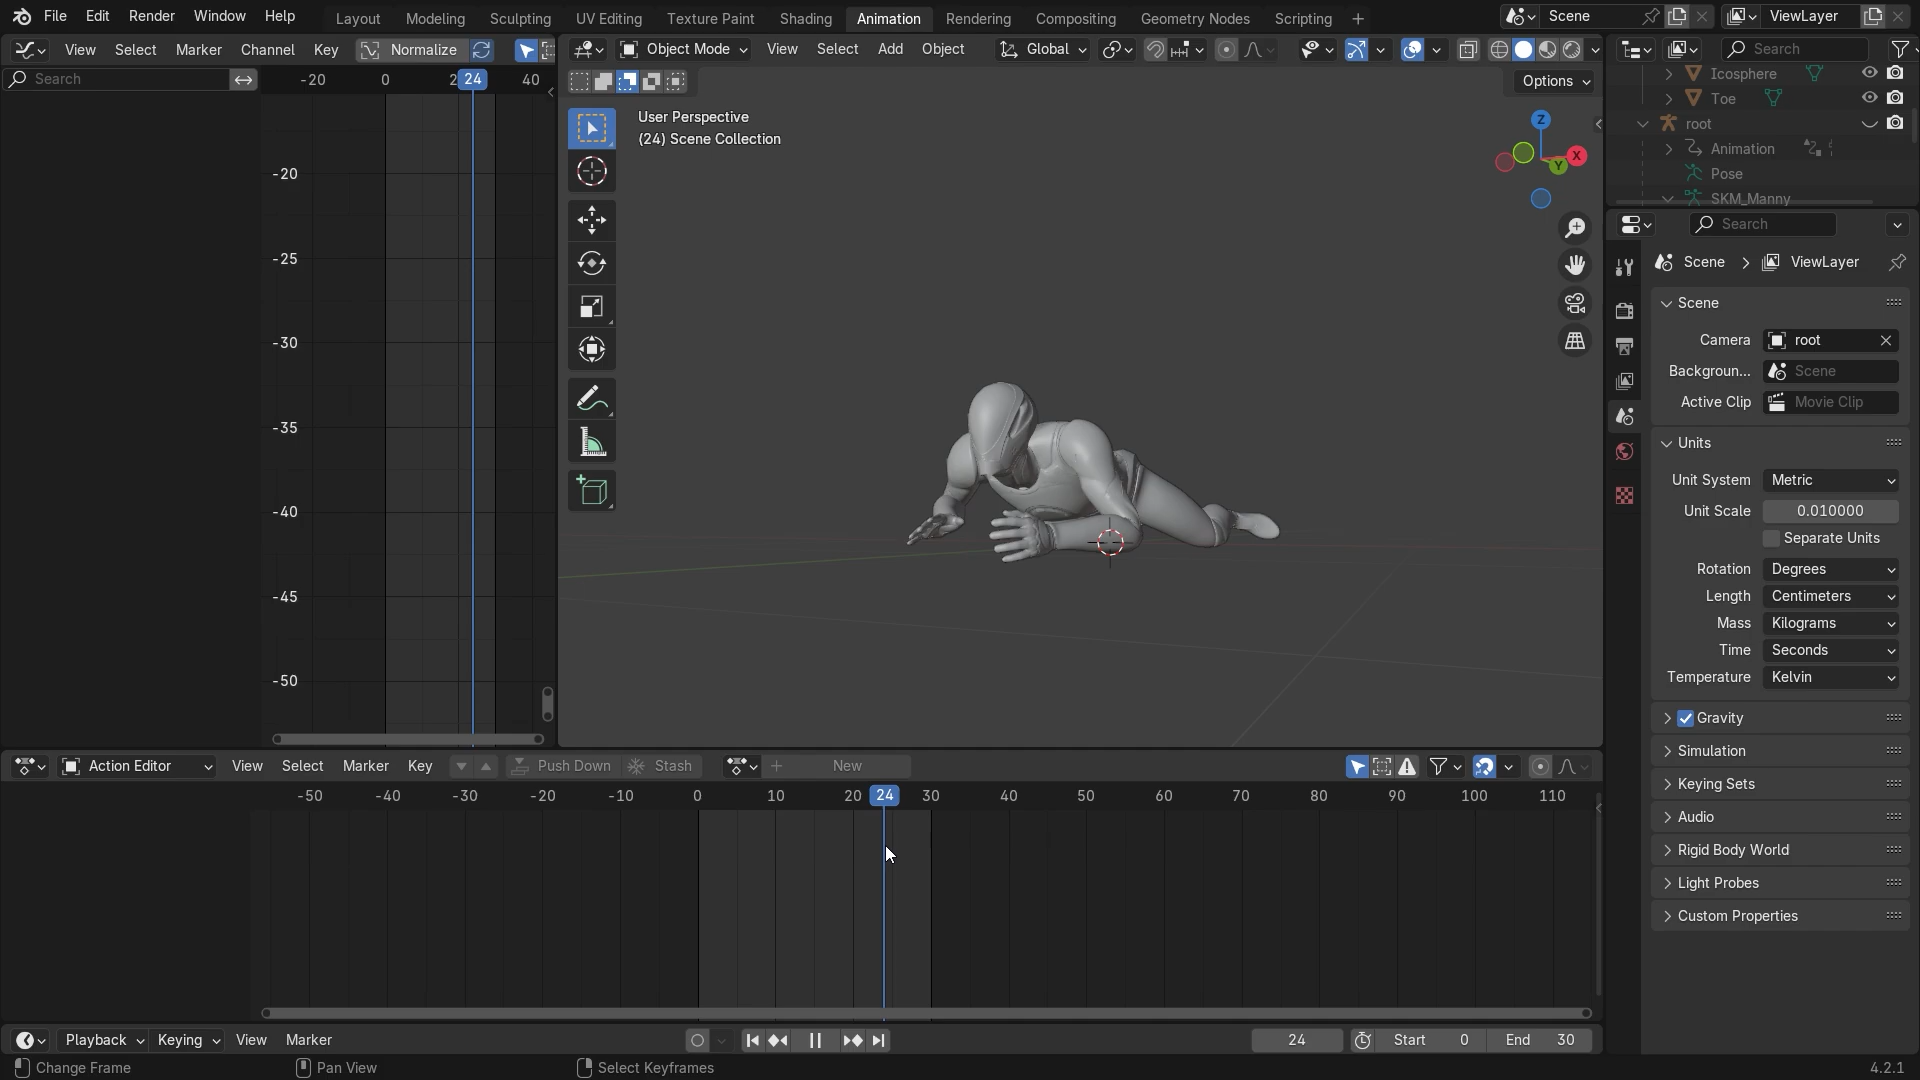 File Edit Render Window Help Layout Modeling Sculpting UV Editing Texture Paint Shading Animation Rendering Compositing Geometry Nodes Scripting + Scene ViewLayer
View Select Marker Channel Key Normalize Object Mode View Select Add Object Global Search
Search -20 0 2 24 40 Options
User Perspective
(24) Scene Collection
Icosphere
Toe
root
Animation
Pose
SKM_Manny
Z
X
Y
-20
-25
-30
-35
-40
-45
-50
Search
Scene > ViewLayer
Scene
Camera root
Backgroun... Scene
Active Clip Movie Clip
Units
Unit System Metric
Unit Scale 0.010000
Separate Units
Rotation Degrees
Length Centimeters
Mass Kilograms
Time Seconds
Temperature Kelvin
Gravity
Simulation
Keying Sets
Audio
Rigid Body World
Light Probes
Custom Properties
Action Editor View Select Marker Key Push Down Stash New
-50 -40 -30 -20 -10 0 10 20 24 30 40 50 60 70 80 90 100 110
Playback Keying View Marker 24 Start 0 End 30
Change Frame Pan View Select Keyframes 4.2.1